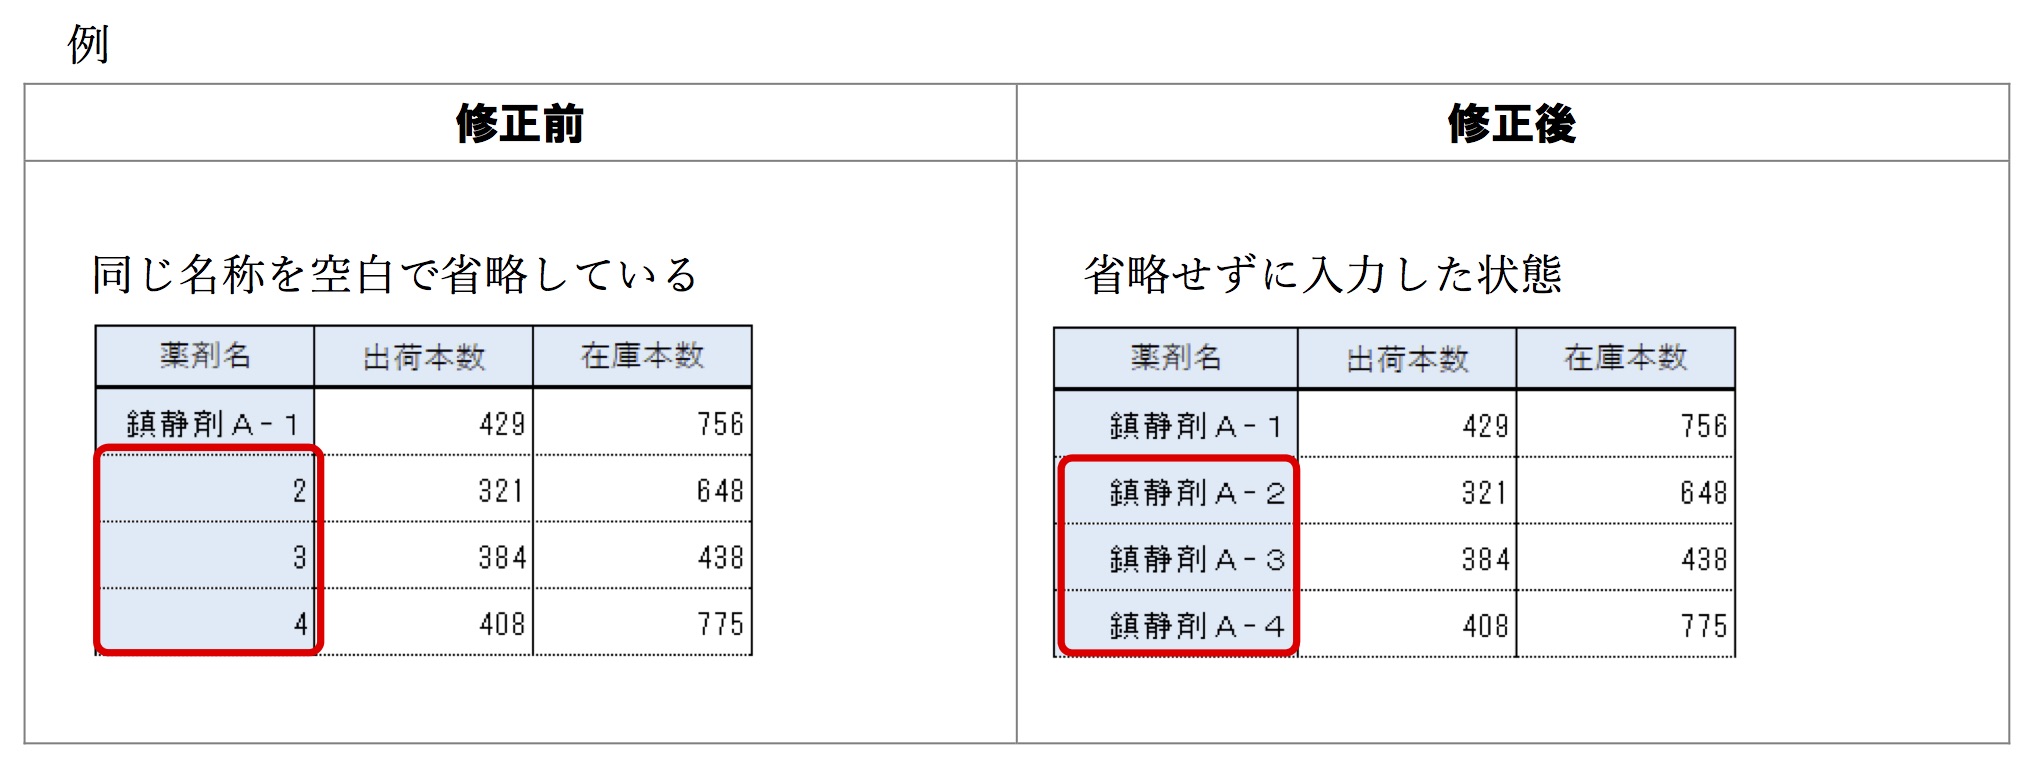 例
修正前 修正後
同じ名称を空白で省略している
薬剤名 出荷本数 在庫本数
鎮静剤Ａ-１ 429 756
2 321 648
3 384 438
4 408 775
省略せずに入力した状態
薬剤名 出荷本数 在庫本数
鎮静剤Ａ-１ 429 756
鎮静剤Ａ-２ 321 648
鎮静剤Ａ-３ 384 438
鎮静剤Ａ-４ 408 775